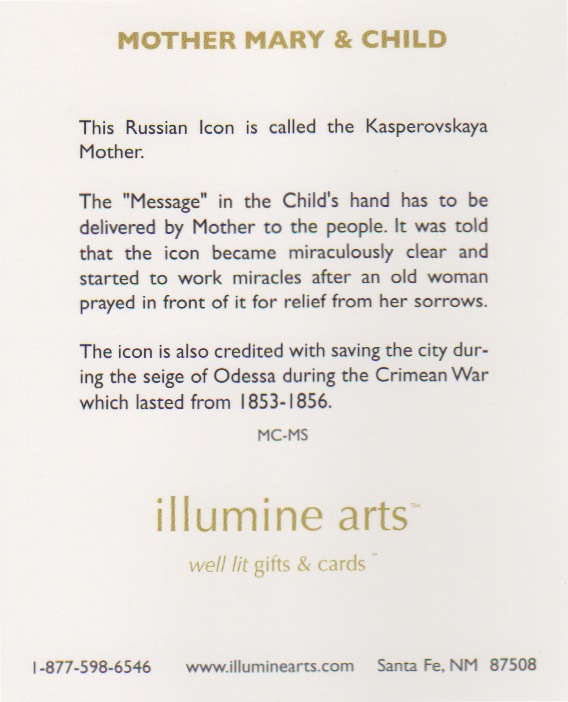 MOTHER MARY & CHILD
This Russian Icon is called the Kasperovskaya
Mother.
The "Message" in the Child's hand has to be
delivered by Mother to the people. It was told
that the icon became miraculously clear and
started to work miracles after an old woman
prayed in front of it for relief from her sorrows.
The icon is also credited with saving the city dur-
ing the seige of Odessa during the Crimean War
which lasted from 1853-1856.
MC-MS
illumine arts™
well lit gifts & cards™
1-877-598-6546 www.illuminearts.com Santa Fe, NM 87508